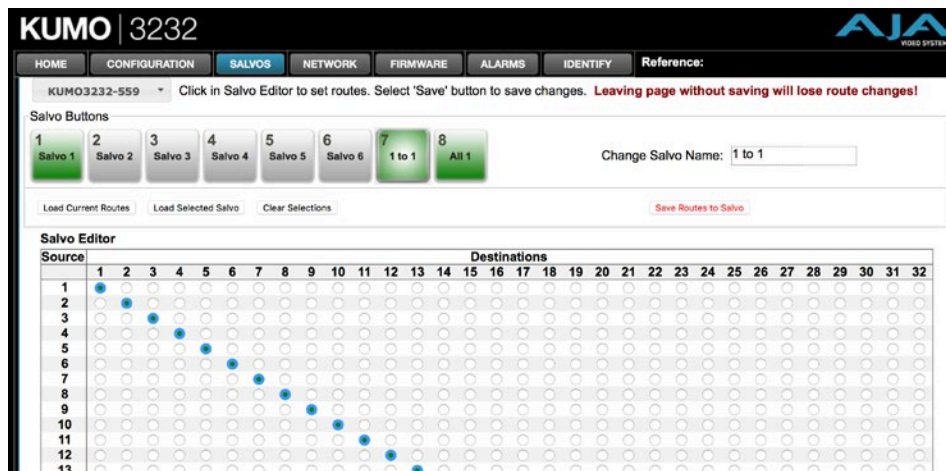 KUMO | 3232
AJA
VIDEO SYSTEMS
HOME CONFIGURATION SALVOS NETWORK FIRMWARE ALARMS IDENTIFY Reference:
KUMO3232-559 Click in Salvo Editor to set routes. Select 'Save' button to save changes. Leaving page without saving will lose route changes!
Salvo Buttons
1 2 3 4 5 6 7 8
Salvo 1 Salvo 2 Salvo 3 Salvo 4 Salvo 5 Salvo 6 1 to 1 All 1
Change Salvo Name: 1 to 1
Load Current Routes Load Selected Salvo Clear Selections Save Routes to Salvo
Salvo Editor
Source Destinations
1 2 3 4 5 6 7 8 9 10 11 12 13 14 15 16 17 18 19 20 21 22 23 24 25 26 27 28 29 30 31 32
1
2
3
4
5
6
7
8
9
10
11
12
13